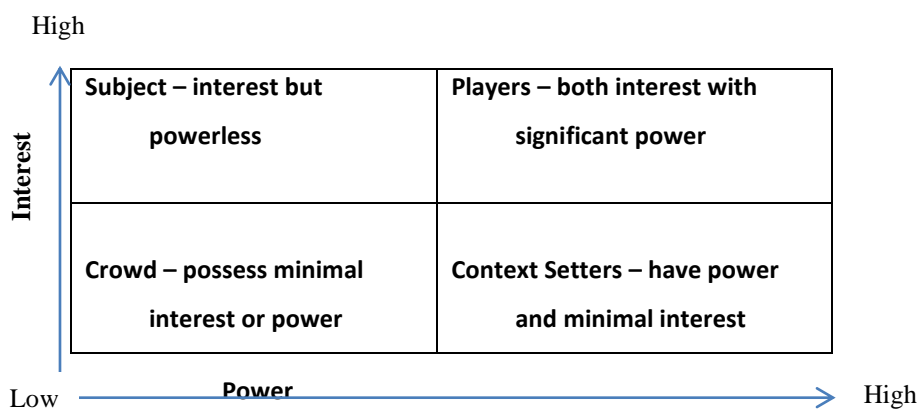 High
Interest
Subject – interest but
powerless
Players – both interest with
significant power
Crowd – possess minimal
interest or power
Context Setters – have power
and minimal interest
Low
Power
High